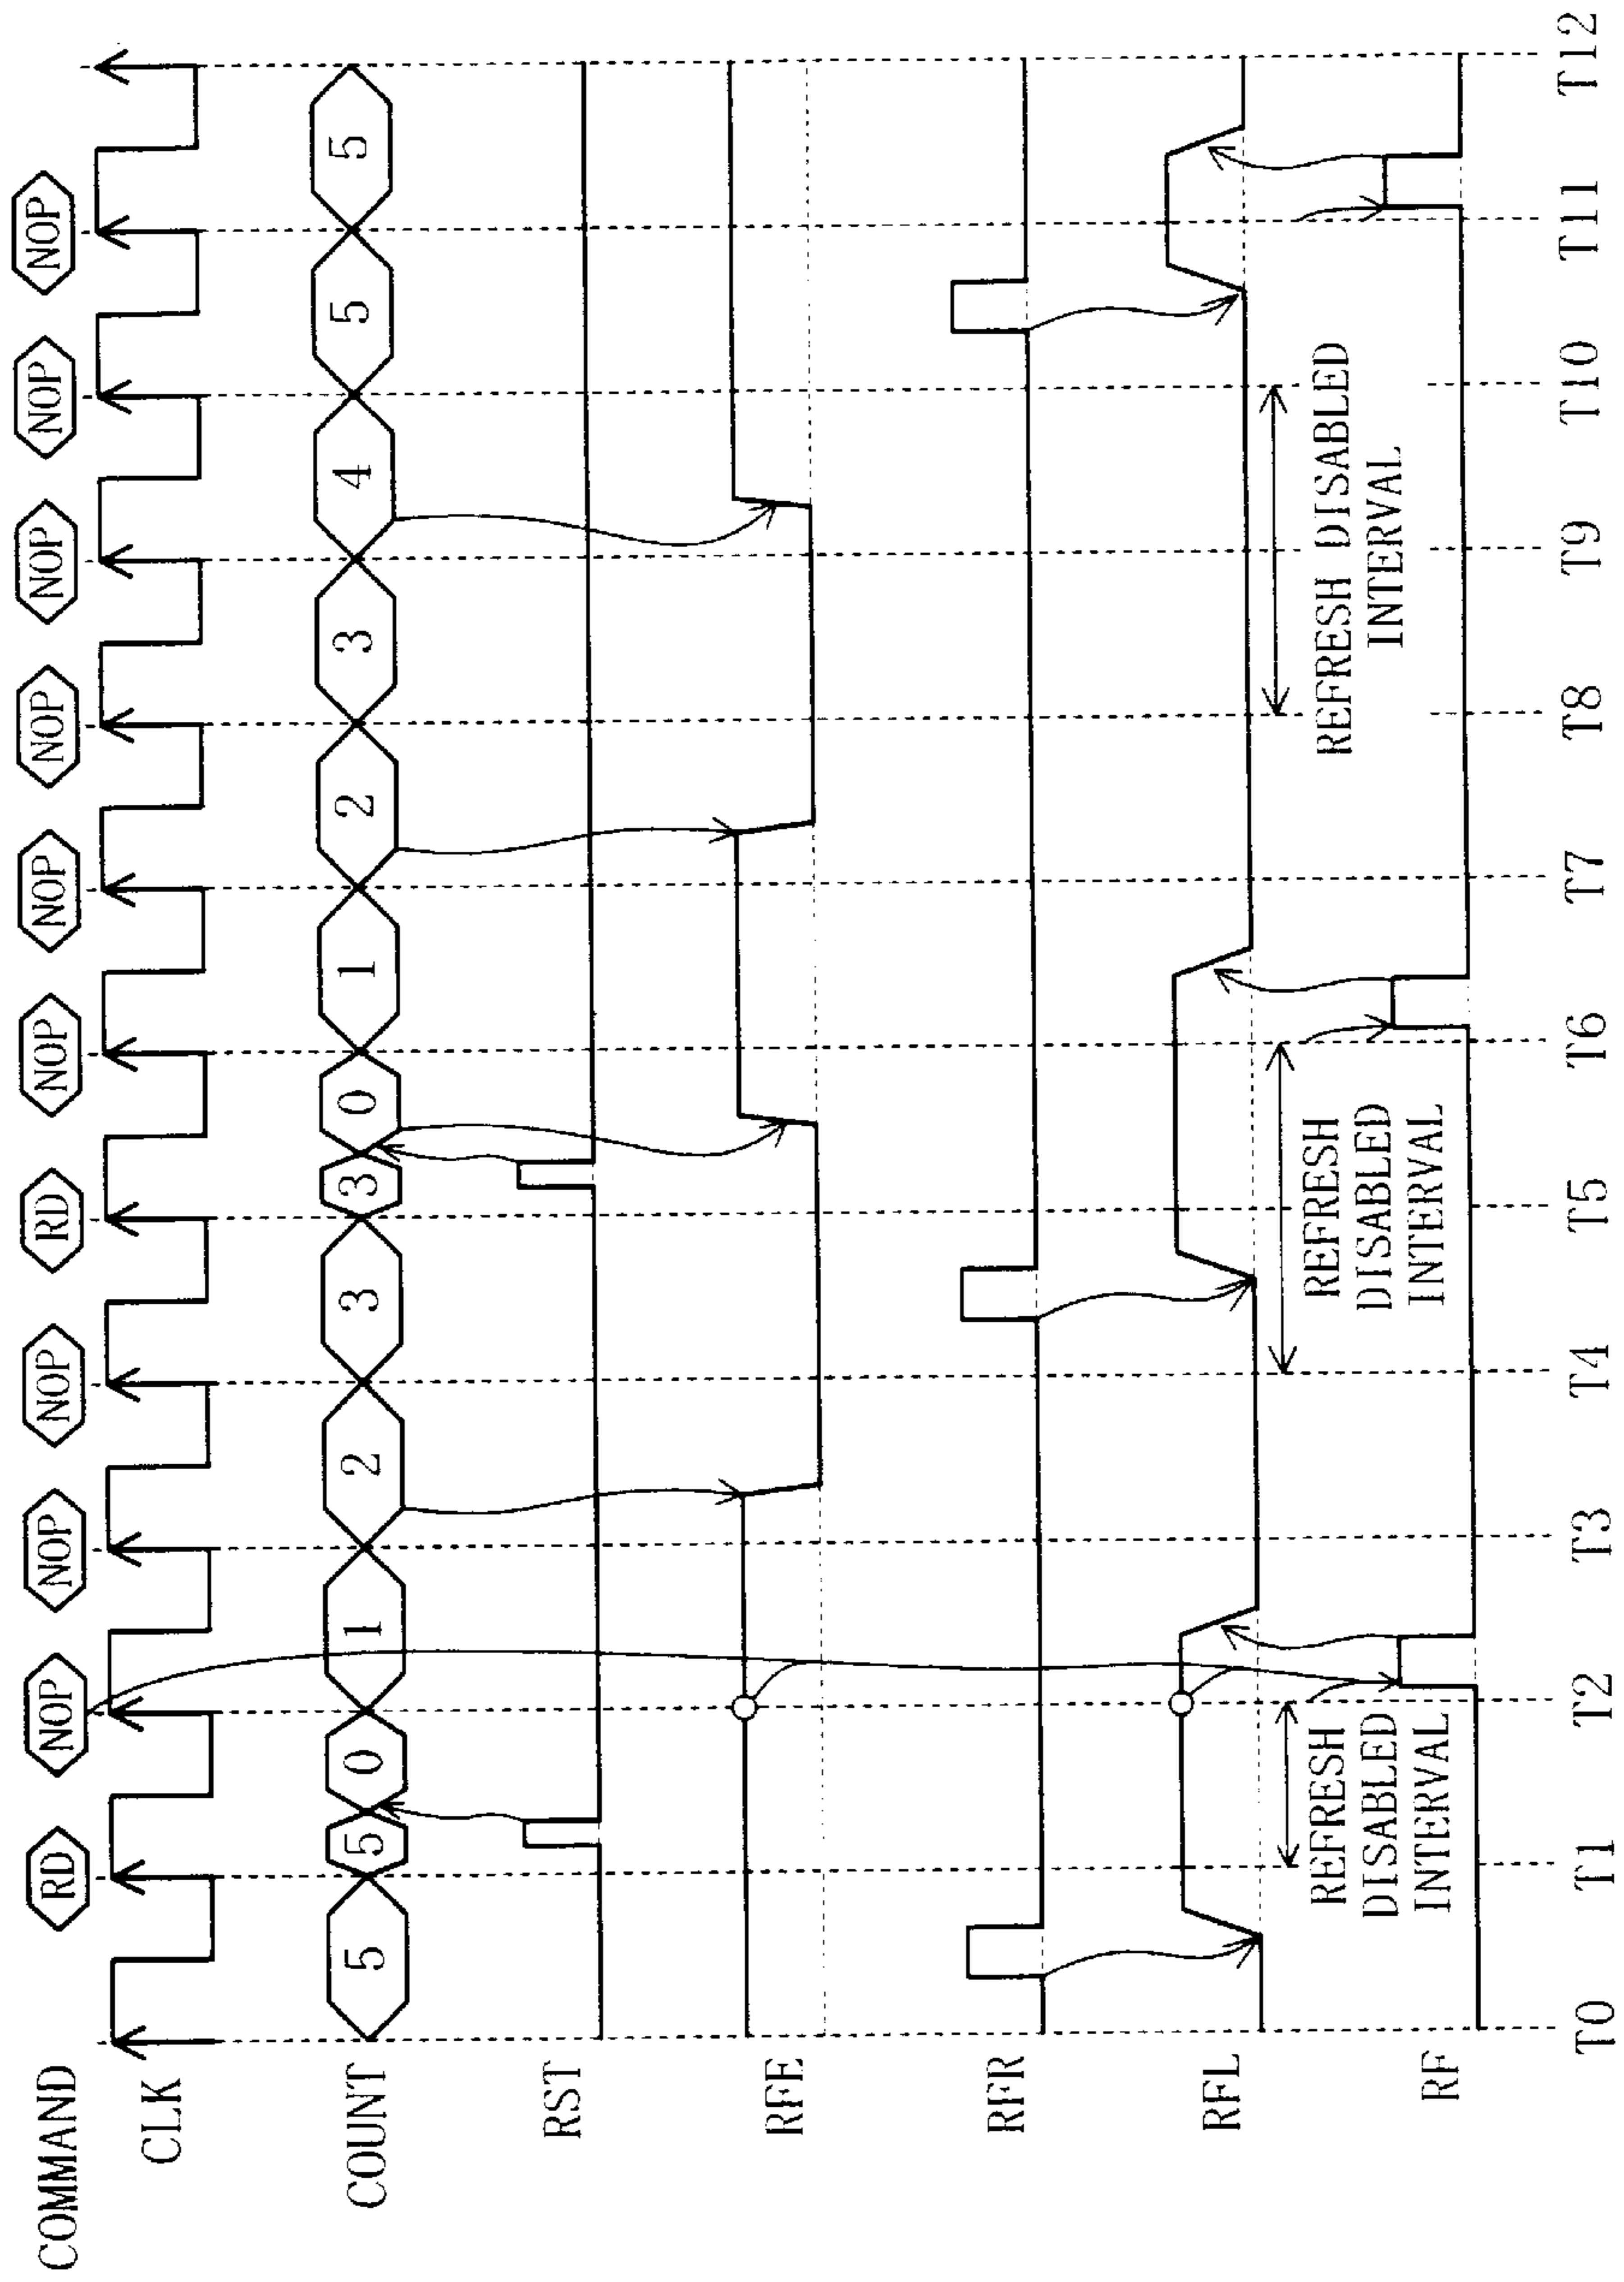 COMMAND RD NOP NOP NOP RD NOP NOP NOP NOP NOP NOP
CLK
COUNT 5 5 0 1 2 3 3 0 1 2 3 4 5 5
RST
RFE
RFR
RFL
REFRESH
DISABLED
INTERVAL
REFRESH
DISABLED
INTERVAL
REFRESH DISABLED
INTERVAL
RF
T0 T1 T2 T3 T4 T5 T6 T7 T8 T9 T10 T11 T12